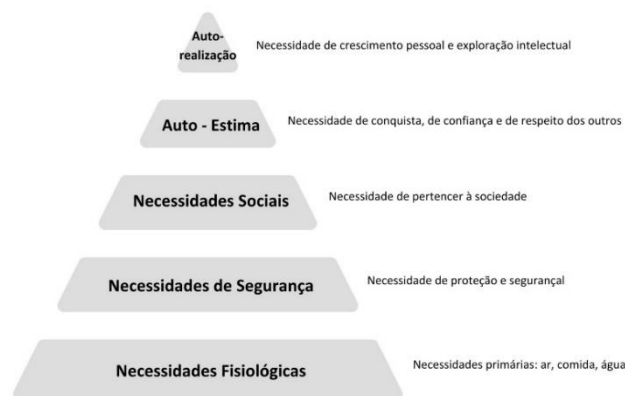 Auto-
realização
Necessidade de crescimento pessoal e exploração intelectual
Auto - Estima
Necessidade de conquista, de confiança e de respeito dos outros
Necessidades Sociais
Necessidade de pertencer à sociedade
Necessidades de Segurança
Necessidade de proteção e segurançal
Necessidades Fisiológicas
Necessidades primárias: ar, comida, água